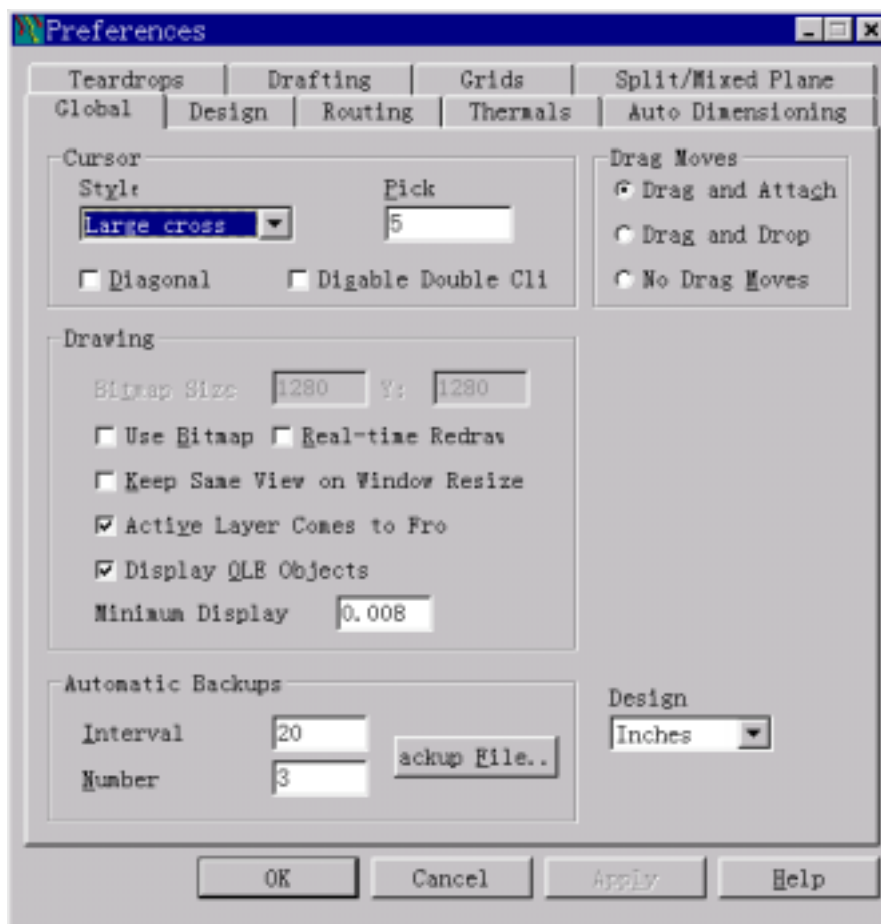 Preferences
Teardrops Drafting Grids Split/Mixed Plane
Global Design Routing Thermals Auto Dimensioning
Cursor
Style Pick
Large cross 5
Diagonal Disable Double Cli
Drag Moves
Drag and Attach
Drag and Drop
No Drag Moves
Drawing
Bitmap Size 1280 Y: 1280
Use Bitmap Real-time Redraw
Keep Same View on Window Resize
Active Layer Comes to Fro
Display OLE Objects
Minimum Display 0.008
Automatic Backups
Interval 20
Number 3
ackup File..
Design
Inches
OK Cancel Apply Help